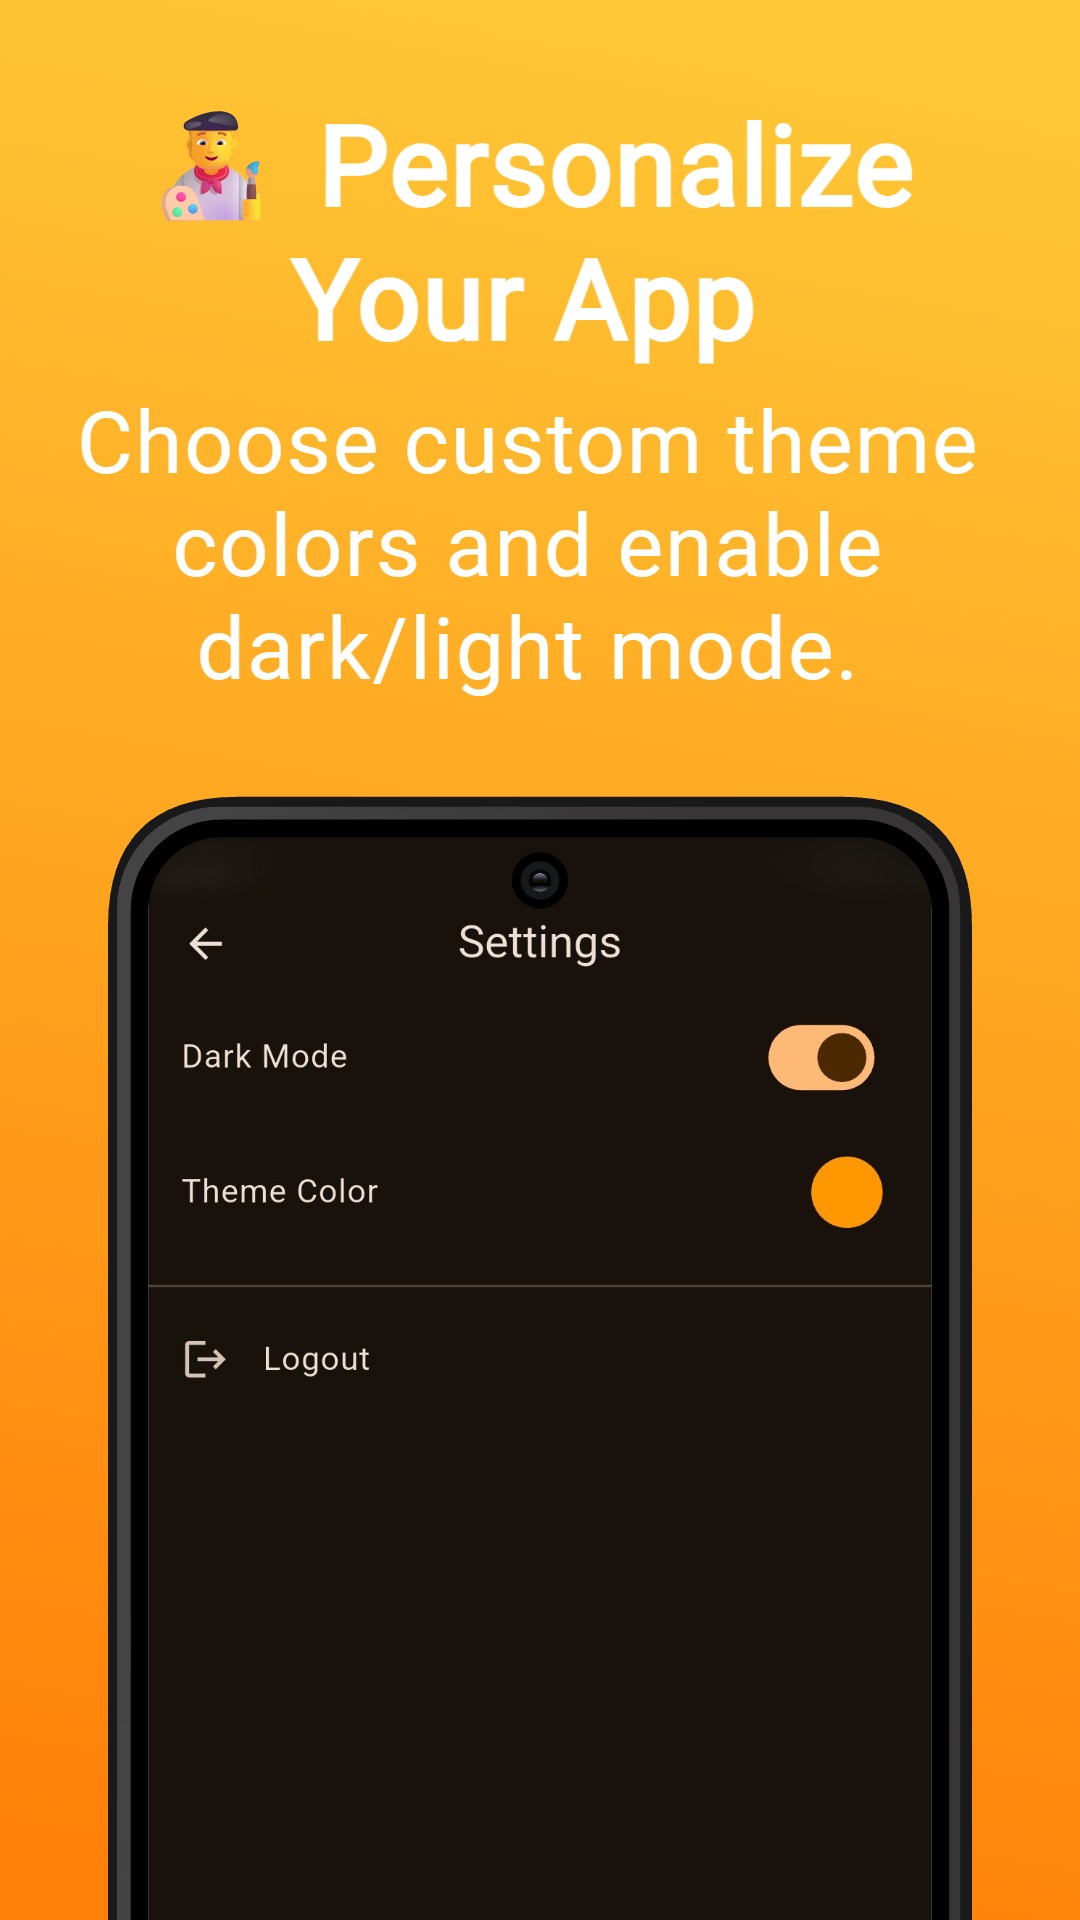 Personalize
Your App
Choose custom theme
colors and enable
dark/light mode.
Settings
Dark Mode
Theme Color
Logout